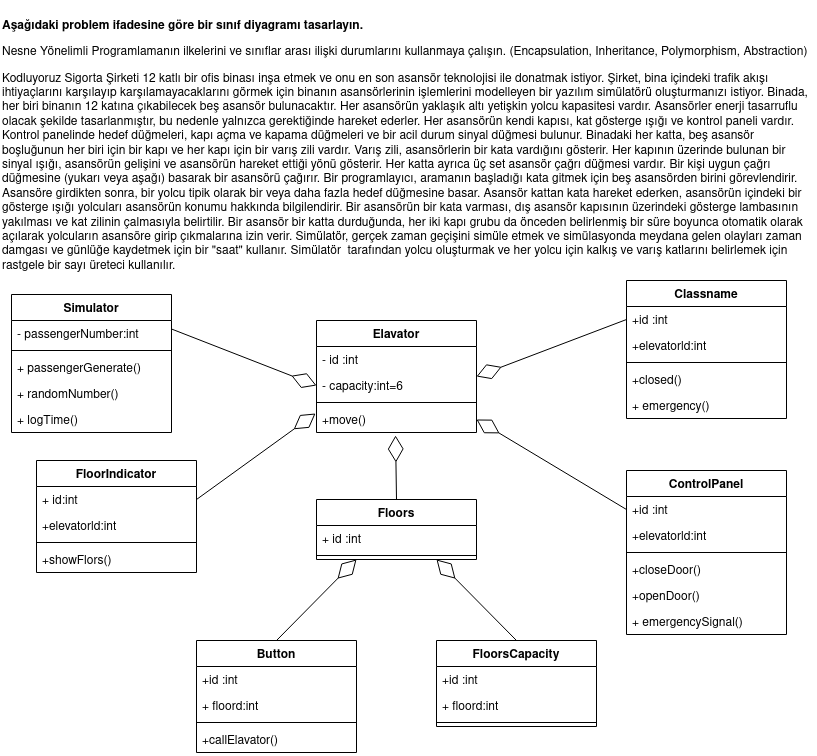 Aşağıdaki problem ifadesine göre bir sınıf diyagramı tasarlayın.
Nesne Yönelimli Programlamanın ilkelerini ve sınıflar arası ilişki durumlarını kullanmaya çalışın. (Encapsulation, Inheritance, Polymorphism, Abstraction)
Kodluyoruz Sigorta Şirketi 12 katlı bir ofis binası inşa etmek ve onu en son asansör teknolojisi ile donatmak istiyor. Şirket, bina içindeki trafik akışı
ihtiyaçlarını karşılayıp karşılamayacaklarını görmek için binanın asansörlerinin işlemlerini modelleyen bir yazılım simülatörü oluşturmanızı istiyor. Binada,
her biri binanın 12 katına çıkabilecek beş asansör bulunacaktır. Her asansörün yaklaşık altı yetişkin yolcu kapasitesi vardır. Asansörler enerji tasarruflu
olacak şekilde tasarlanmıştır, bu nedenle yalnızca gerektiğinde hareket ederler. Her asansörün kendi kapısı, kat gösterge ışığı ve kontrol paneli vardır.
Kontrol panelinde hedef düğmeleri, kapı açma ve kapama düğmeleri ve bir acil durum sinyal düğmesi bulunur. Binadaki her katta, beş asansör
boşluğunun her biri için bir kapı ve her kapı için bir varış zili vardır. Varış zili, asansörlerin bir kata vardığını gösterir. Her kapının üzerinde bulunan bir
sinyal ışığı, asansörün gelişini ve asansörün hareket ettiği yönü gösterir. Her katta ayrıca üç set asansör çağrı düğmesi vardır. Bir kişi uygun çağrı
düğmesine (yukarı veya aşağı) basarak bir asansörü çağırır. Bir programlayıcı, aramanın başladığı kata gitmek için beş asansörden birini görevlendirir.
Asansöre girdikten sonra, bir yolcu tipik olarak bir veya daha fazla hedef düğmesine basar. Asansör kattan kata hareket ederken, asansörün içindeki bir
gösterge ışığı yolcuları asansörün konumu hakkında bilgilendirir. Bir asansörün bir kata varması, dış asansör kapısının üzerindeki gösterge lambasının
yakılması ve kat zilinin çalmasıyla belirtilir. Bir asansör bir katta durduğunda, her iki kapı grubu da önceden belirlenmiş bir süre boyunca otomatik olarak
açılarak yolcuların asansöre girip çıkmalarına izin verir. Simülatör, gerçek zaman geçişini simüle etmek ve simülasyonda meydana gelen olayları zaman
damgası ve günlüğe kaydetmek için bir "saat" kullanır. Simülatör tarafından yolcu oluşturmak ve her yolcu için kalkış ve varış katlarını belirlemek için
rastgele bir sayı üreteci kullanılır.
Simulator
- passengerNumber:int
+ passengerGenerate()
+ randomNumber()
+ logTime()
Elavator
- id :int
- capacity:int=6
+move()
Classname
+id :int
+elevatorId:int
+closed()
+ emergency()
FloorIndicator
+ id:int
+elevatorId:int
+showFlors()
Floors
+ id :int
ControlPanel
+id :int
+elevatorId:int
+closeDoor()
+openDoor()
+ emergencySignal()
Button
+id :int
+ floorId:int
+callElavator()
FloorsCapacity
+id :int
+ floorId:int